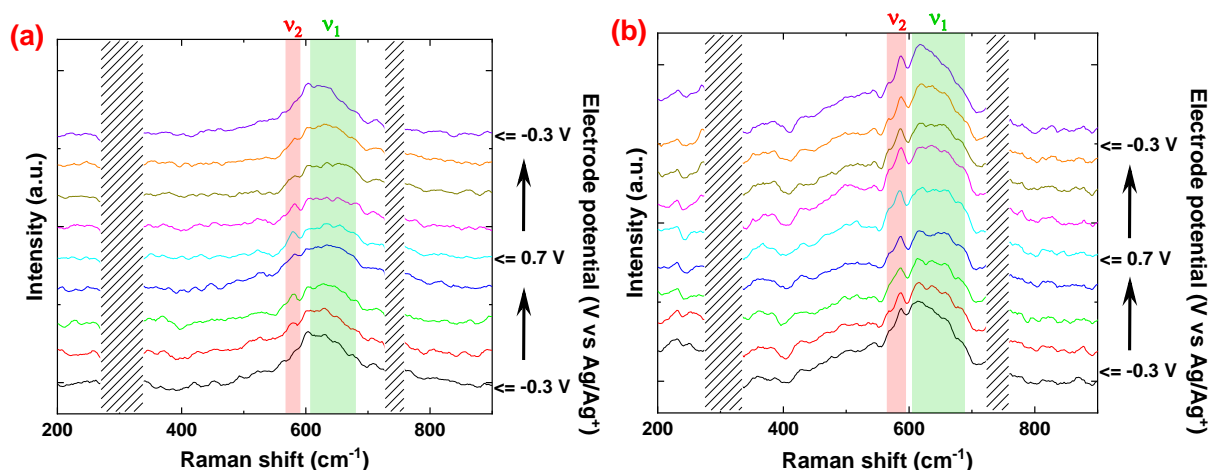 (a)
ν2
ν1
Intensity (a.u.)
<= -0.3 V
<= 0.7 V
<= -0.3 V
200
400
600
800
Raman shift (cm-1)
Electrode potential (V vs Ag/Ag+)
(b)
ν2
ν1
Intensity (a.u.)
<= -0.3 V
<= 0.7 V
<= -0.3 V
200
400
600
800
Raman shift (cm-1)
Electrode potential (V vs Ag/Ag+)